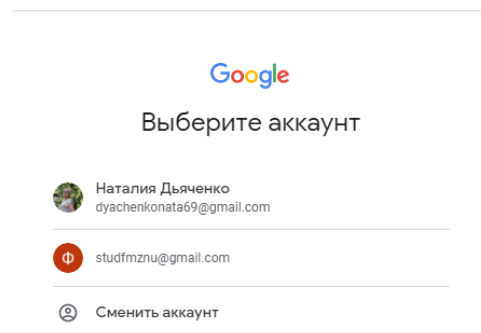 Google
Выберите аккаунт
Наталия Дьяченко
dyachenkonata69@gmail.com
Ф
studfmznu@gmail.com
Сменить аккаунт